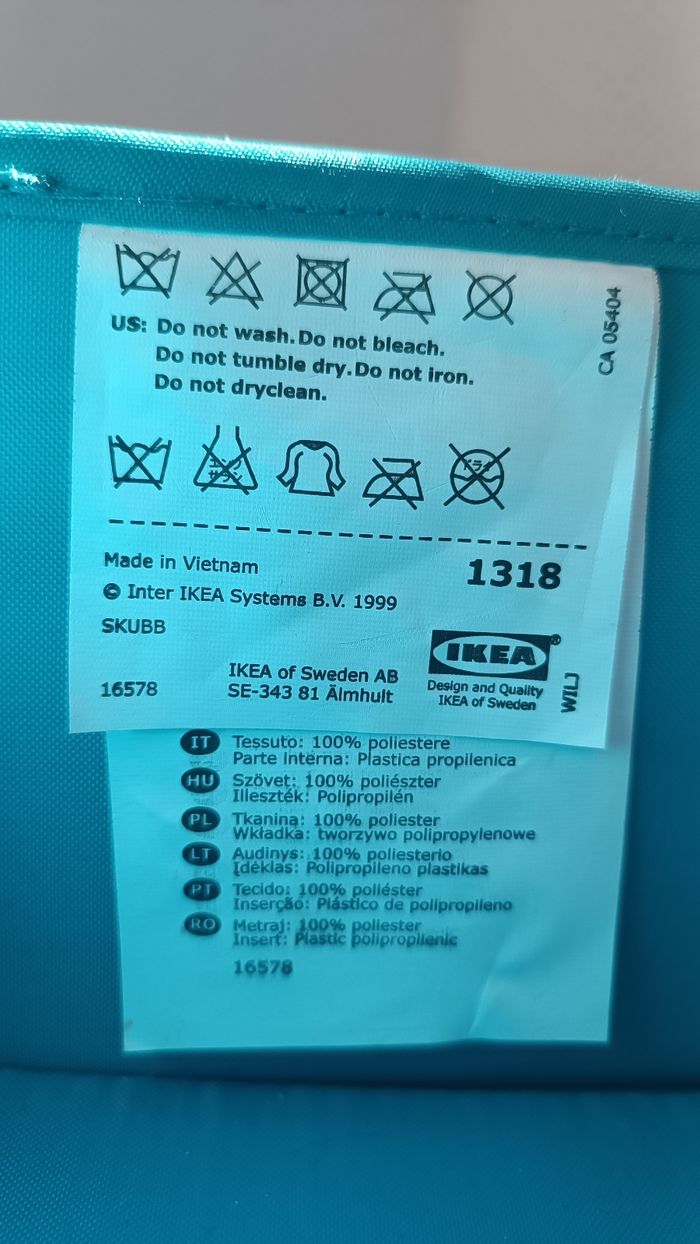 CA 05404
US: Do not wash. Do not bleach.
Do not tumble dry. Do not iron.
Do not dryclean.
Made in Vietnam
1318
© Inter IKEA Systems B.V. 1999
SKUBB
IKEA®
16578
IKEA of Sweden AB
SE-343 81 Älmhult
Design and Quality
IKEA of Sweden
WILJ
IT Tessuto: 100% poliestere
Parte interna: Plastica propilenica
HU Szövet: 100% poliészter
Illeszték: Polipropilén
PL Tkanina: 100% poliester
Wkładka: tworzywo polipropylenowe
LT Audinys: 100% poliesterio
Įdėklas: Polipropileno plastikas
PT Tecido: 100% poliéster
Inserção: Plástico de polipropileno
RO Metraj: 100% poliester
Insert: Plastic polipropilenic
16578